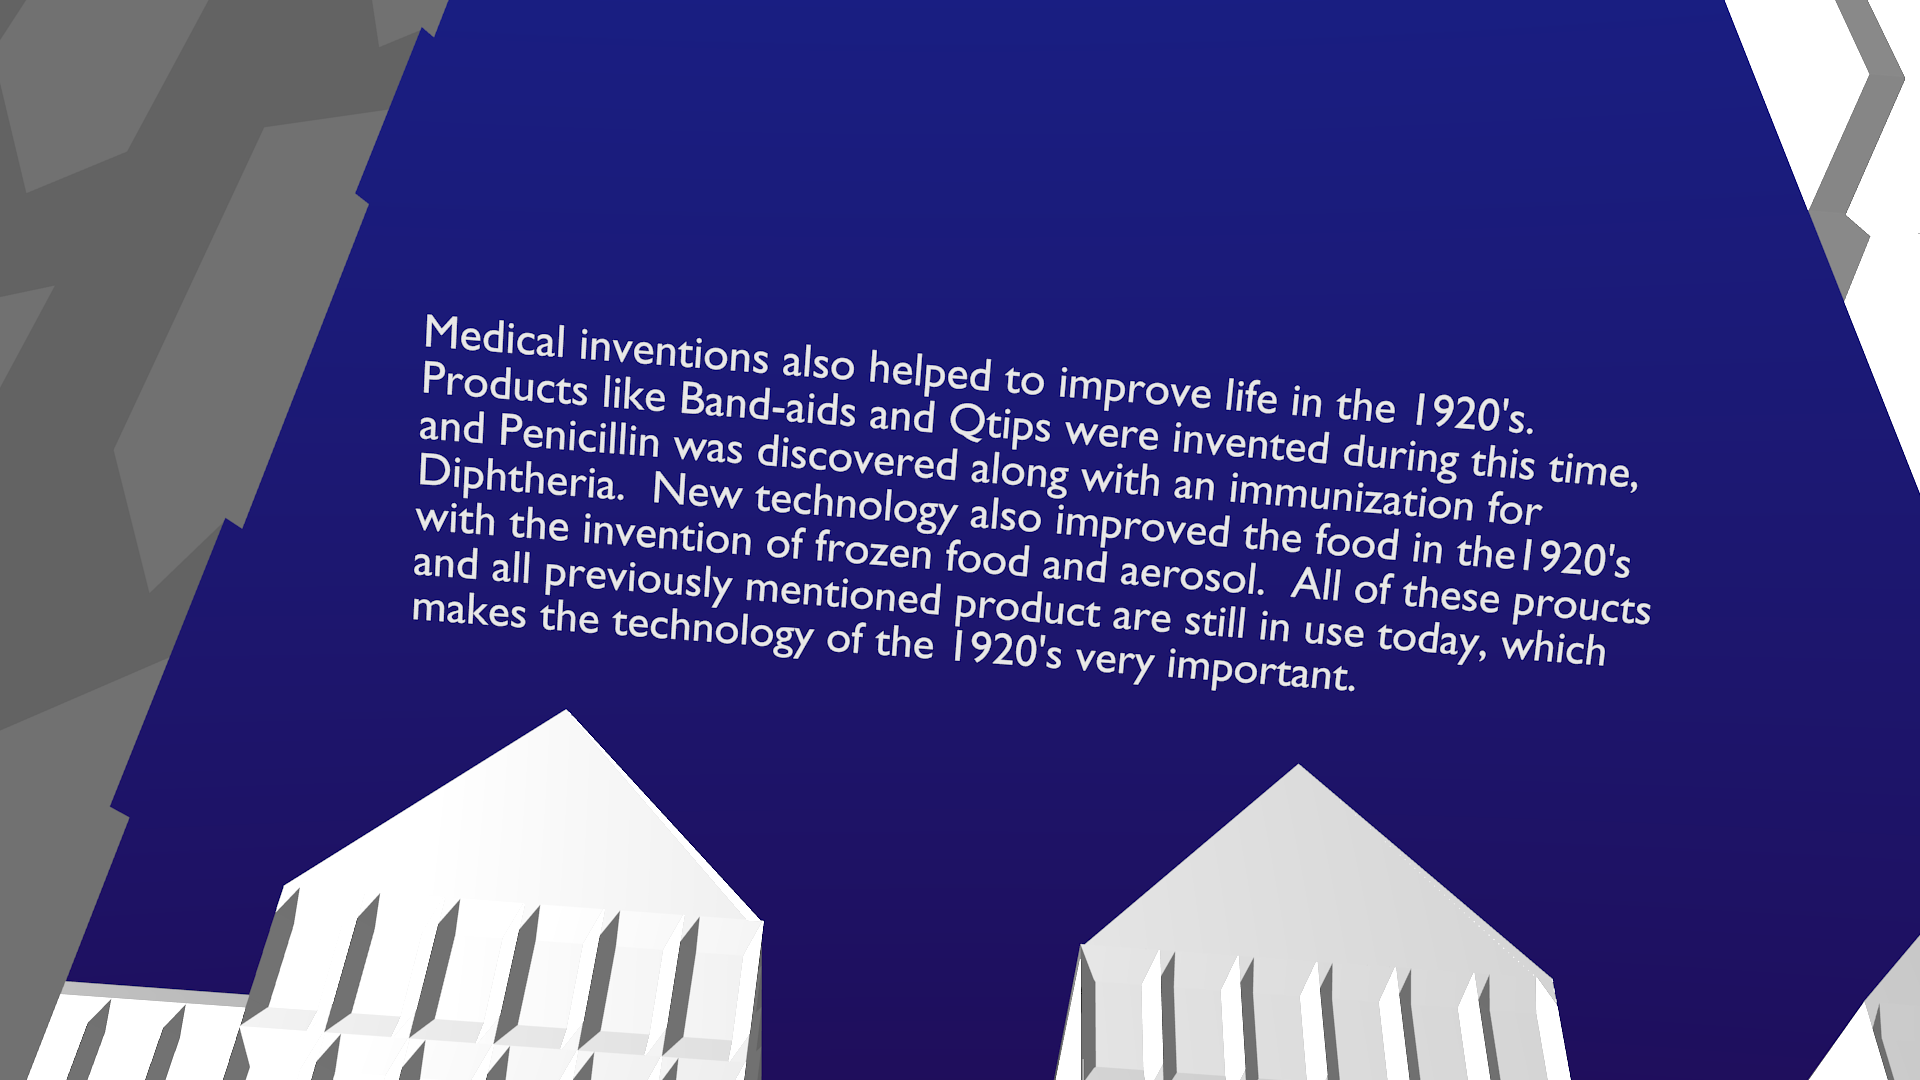 Medical inventions also helped to improve life in the 1920's.
Products like Band-aids and Qtips were invented during this time,
and Penicillin was discovered along with an immunization for
Diphtheria.  New technology also improved the food in the1920's
with the invention of frozen food and aerosol.  All of these proucts
and all previously mentioned product are still in use today, which
makes the technology of the 1920's very important.